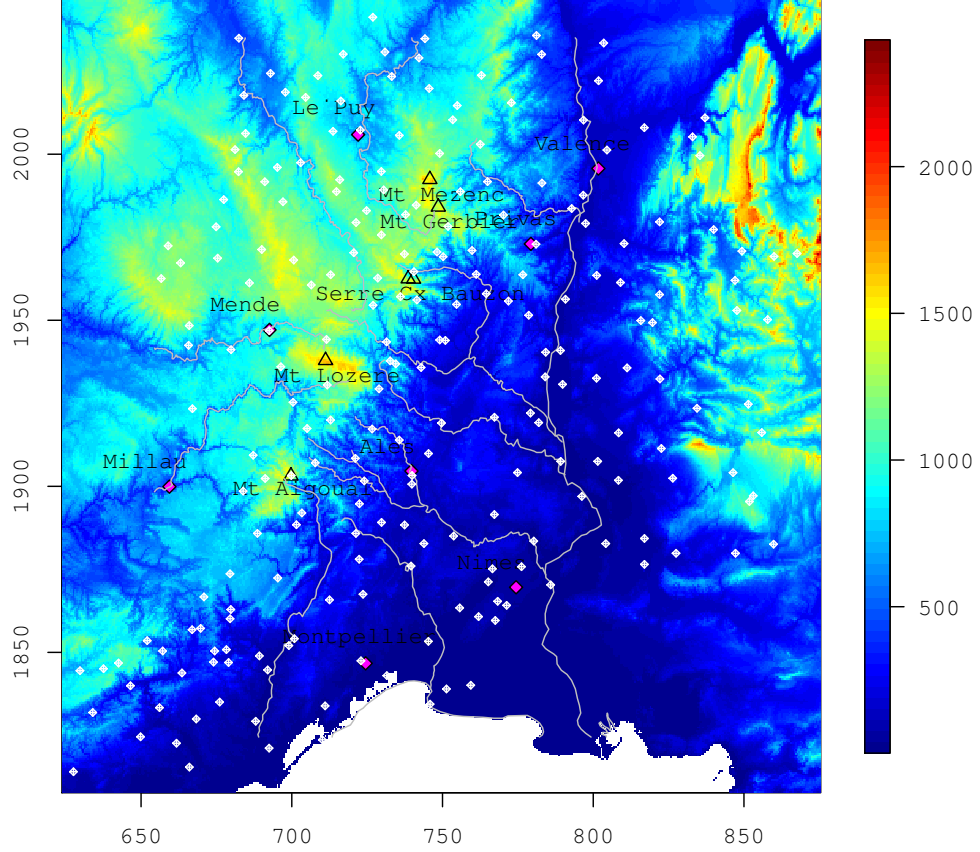 Le Puy
Valence
Mt Mezenc
Mt Gerbier
Privas
Serre Cx Bauzon
Mende
Mt Lozere
Ales
Millau
Mt Aigoual
Nimes
Montpellier
2000
1950
1900
1850
650
700
750
800
850
2000
1500
1000
500